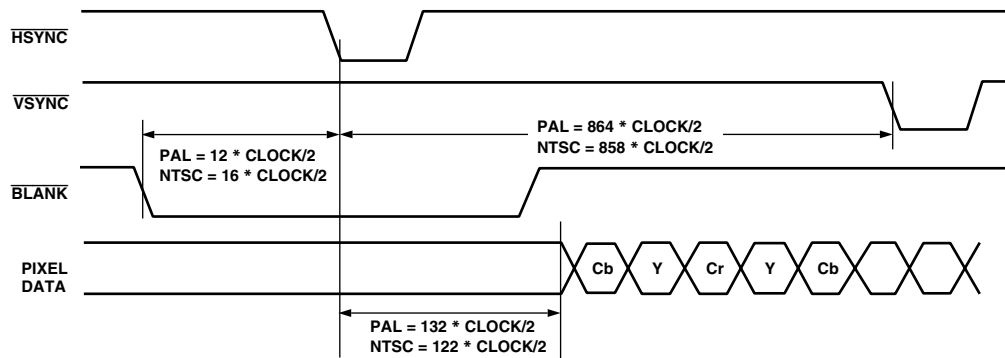 HSYNC
VSYNC
PAL = 864 * CLOCK/2
NTSC = 858 * CLOCK/2
PAL = 12 * CLOCK/2
NTSC = 16 * CLOCK/2
BLANK
PIXEL
DATA
Cb Y Cr Y Cb
PAL = 132 * CLOCK/2
NTSC = 122 * CLOCK/2